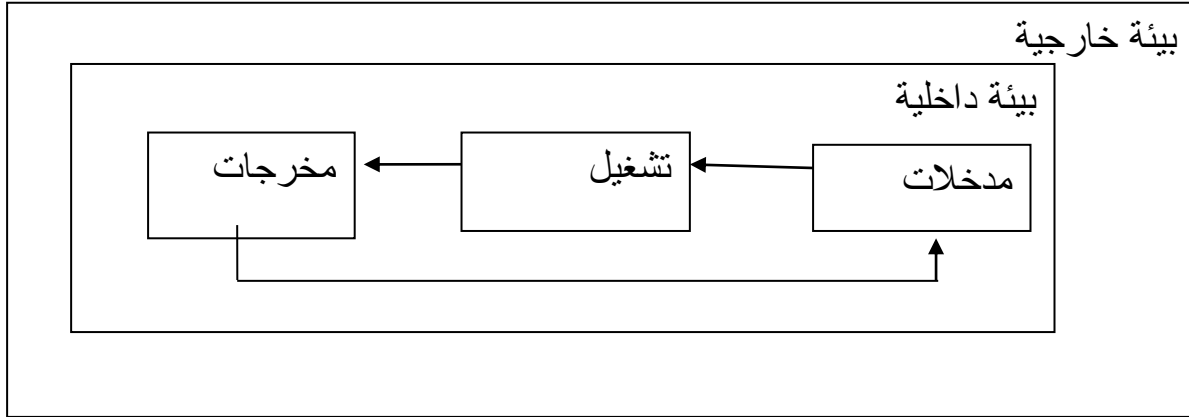 بيئة خارجية
بيئة داخلية
مدخلات
تشغيل
مخرجات